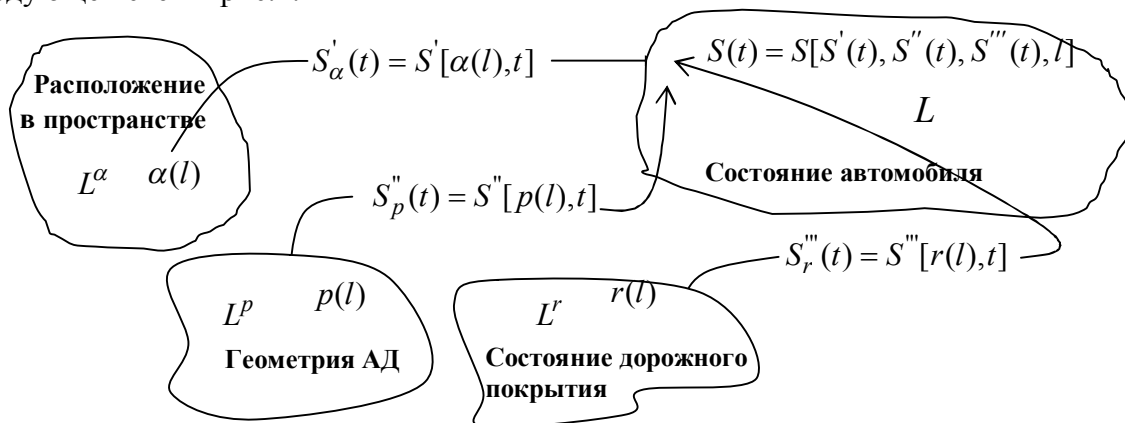 S'_α(t) = S'[α(l),t]
S(t) = S[S'(t), S''(t), S'''(t), l]
Расположение
в пространстве
L^α α(l)
L
Состояние автомобиля
S''_p(t) = S''[p(l),t]
S'''_r(t) = S'''[r(l),t]
L^p p(l)
Геометрия АД
L^r r(l)
Состояние дорожного
покрытия